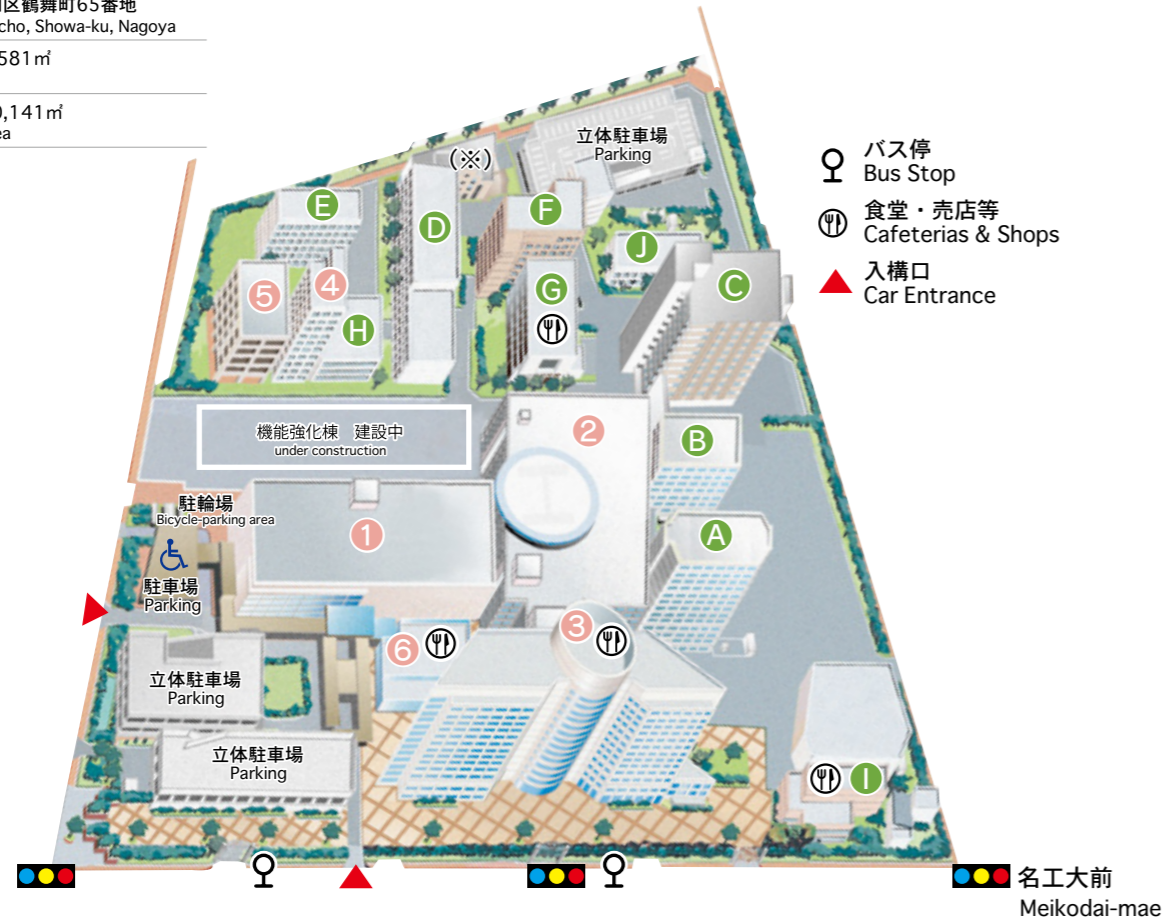 区鶴舞町65番地
cho, Showa-ku, Nagoya
581㎡
,141㎡
ea
(※)
立体駐車場
Parking
バス停
Bus Stop
食堂・売店等
Cafeterias & Shops
入構口
Car Entrance
E
D
F
J
C
5
4
H
G
機能強化棟 建設中
under construction
2
B
駐輪場
Bicycle-parking area
1
A
駐車場
Parking
6
3
立体駐車場
Parking
立体駐車場
Parking
I
名工大前
Meikodai-mae